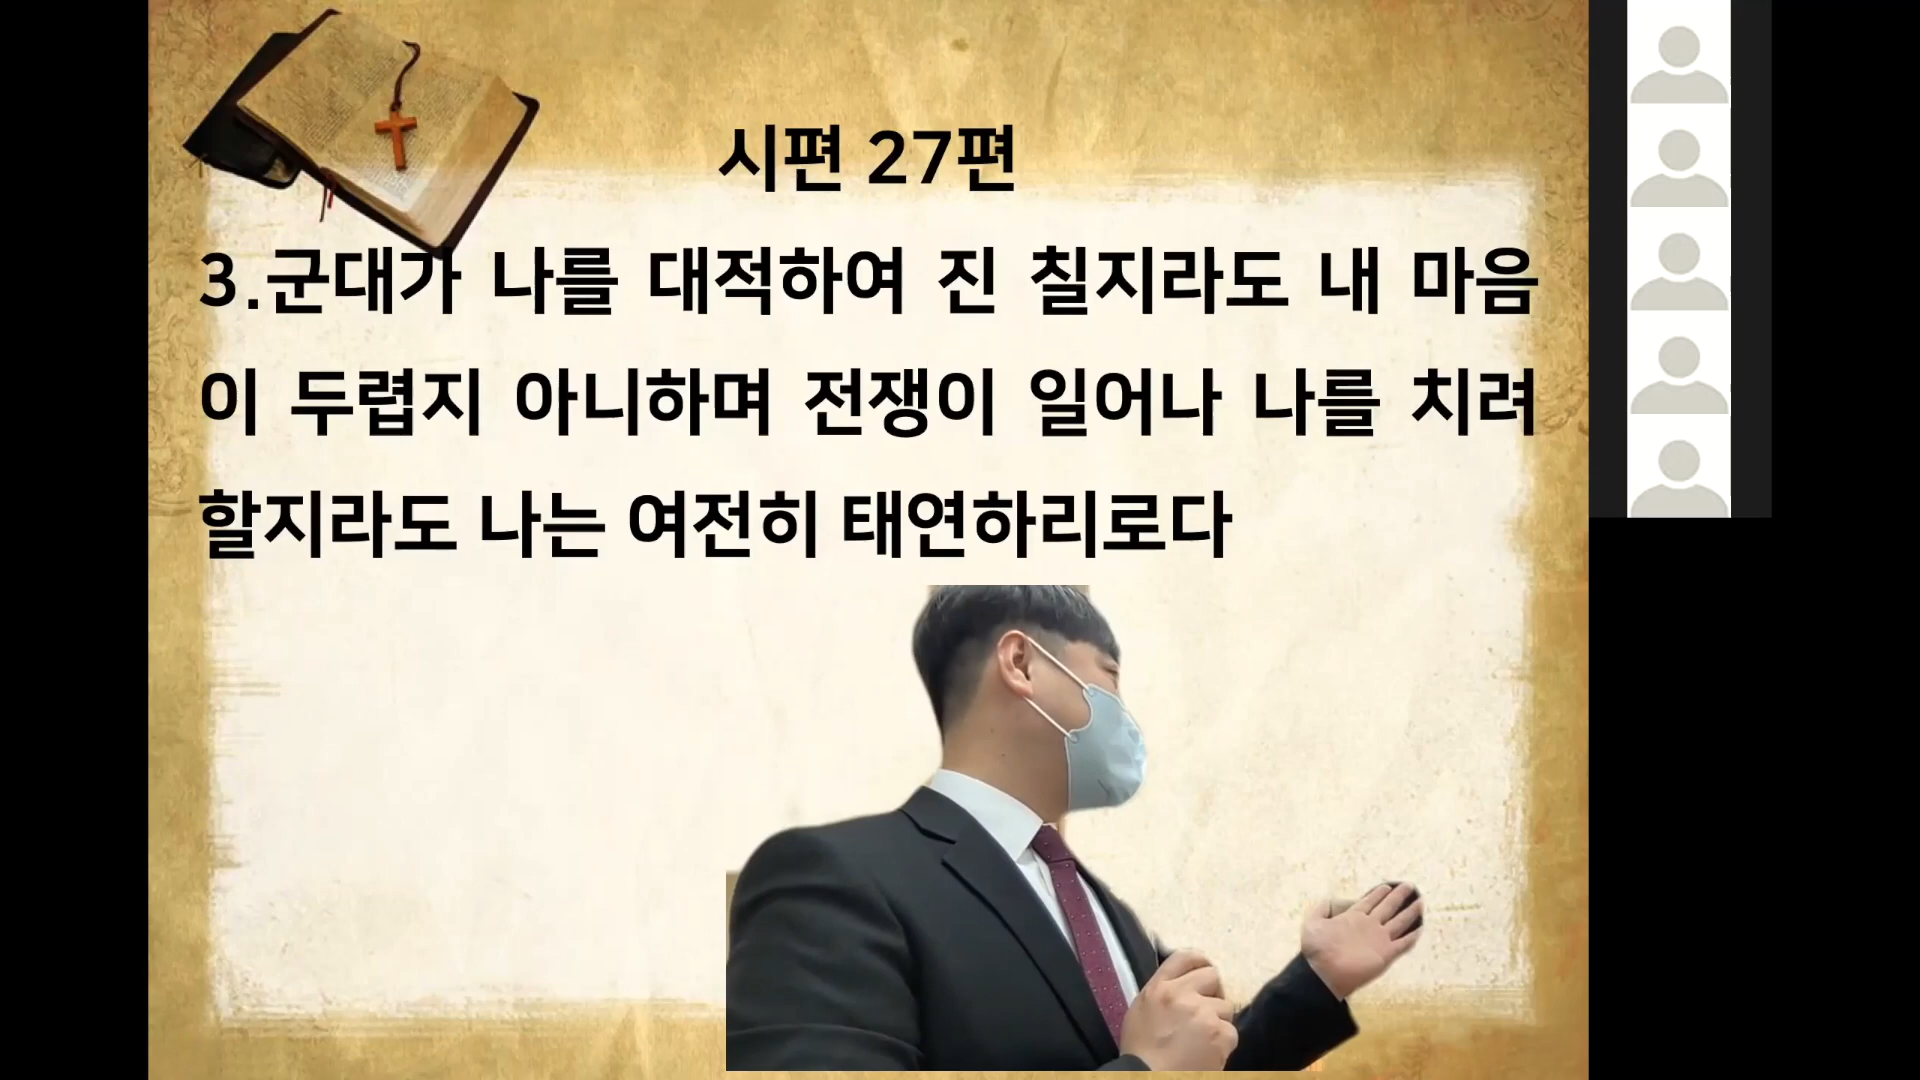 시편 27편
3.군대가 나를 대적하여 진 칠지라도 내 마음
이 두렵지 아니하며 전쟁이 일어나 나를 치려
할지라도 나는 여전히 태연하리로다